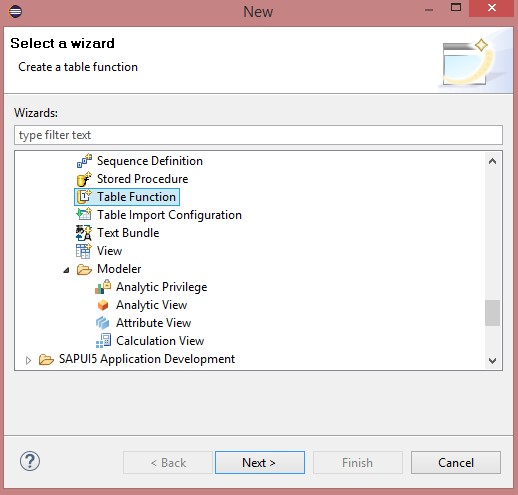 New
Select a wizard
Create a table function
Wizards:
type filter text
Sequence Definition
Stored Procedure
Table Function
Table Import Configuration
Text Bundle
View
Modeler
Analytic Privilege
Analytic View
Attribute View
Calculation View
SAPUI5 Application Development
?
< Back
Next >
Finish
Cancel